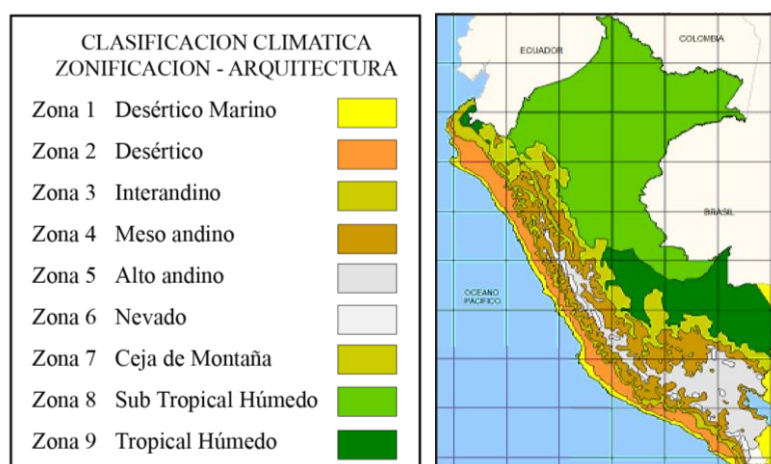 CLASIFICACION CLIMATICA
ZONIFICACION - ARQUITECTURA
Zona 1 Desértico Marino
Zona 2 Desértico
Zona 3 Interandino
Zona 4 Meso andino
Zona 5 Alto andino
Zona 6 Nevado
Zona 7 Ceja de Montaña
Zona 8 Sub Tropical Húmedo
Zona 9 Tropical Húmedo
ECUADOR
COLOMBIA
BRASIL
OCEANO
PACIFICO